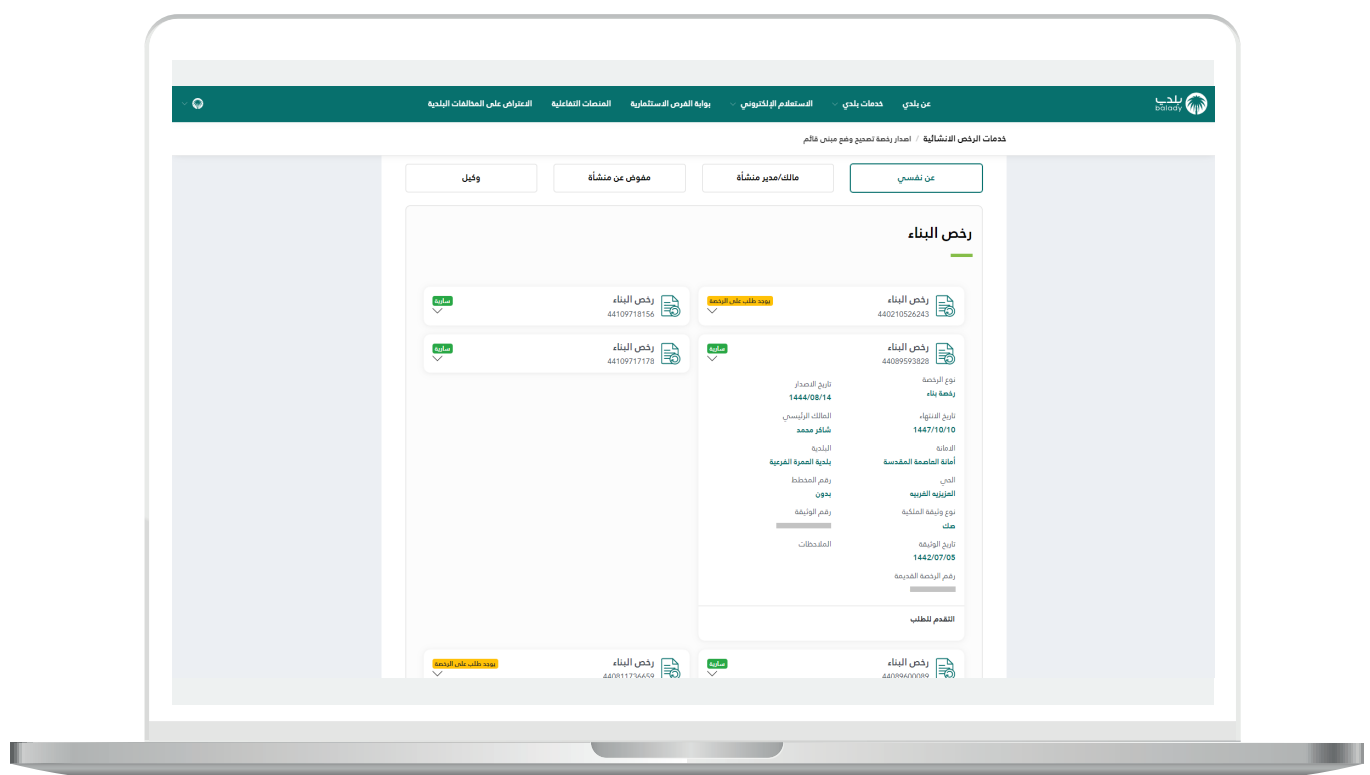 بلدي
balady
عن بلدي
خدمات بلدي
الاستعلام الإلكتروني
بوابة الفرص الاستثمارية
المنصات التفاعلية
الاعتراض على المخالفات البلدية
خدمات الرخص الانشائية / اصدار رخصة تصحيح وضع مبنى قائم
عن نفسي
مالك/مدير منشأة
مفوض عن منشأة
وكيل
رخص البناء
رخص البناء
440210526243
يوجد طلب على الرخصة
رخص البناء
44109718156
سارية
رخص البناء
44089593828
سارية
رخص البناء
44109717178
سارية
نوع الرخصة
رخصة بناء
تاريخ الاصدار
1444/08/14
تاريخ الانتهاء
1447/10/10
المالك الرئيسي
شاكر محمد
الامانة
أمانة العاصمة المقدسة
البلدية
بلدية العمرة الفرعية
الحي
العزيزيه الغربيه
رقم المخطط
بدون
نوع وثيقة الملكية
صك
رقم الوثيقة
تاريخ الوثيقة
1442/07/05
الملاحظات
رقم الرخصة القديمة
التقدم للطلب
رخص البناء
44089600089
سارية
رخص البناء
440811736659
يوجد طلب على الرخصة